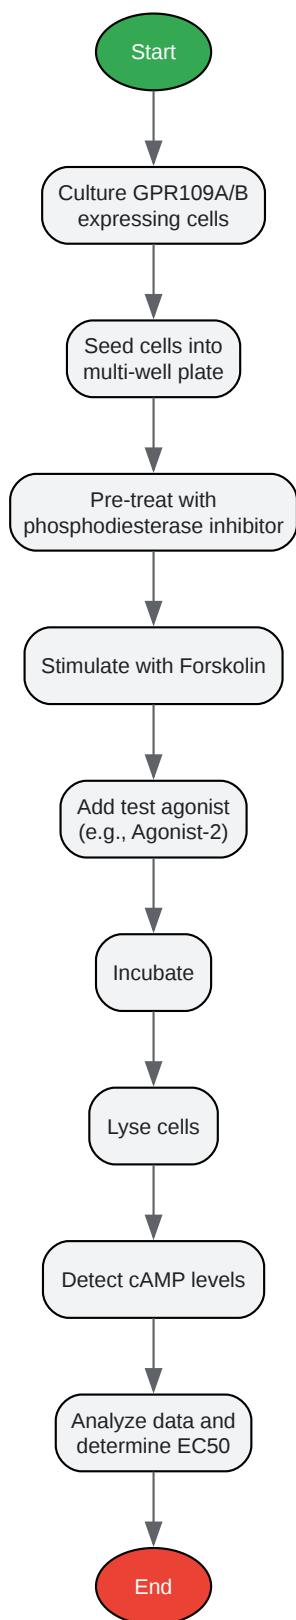 Start
Culture GPR109A/B
expressing cells
Seed cells into
multi-well plate
Pre-treat with
phosphodiesterase inhibitor
Stimulate with Forskolin
Add test agonist
(e.g., Agonist-2)
Incubate
Lyse cells
Detect cAMP levels
Analyze data and
determine EC50
End